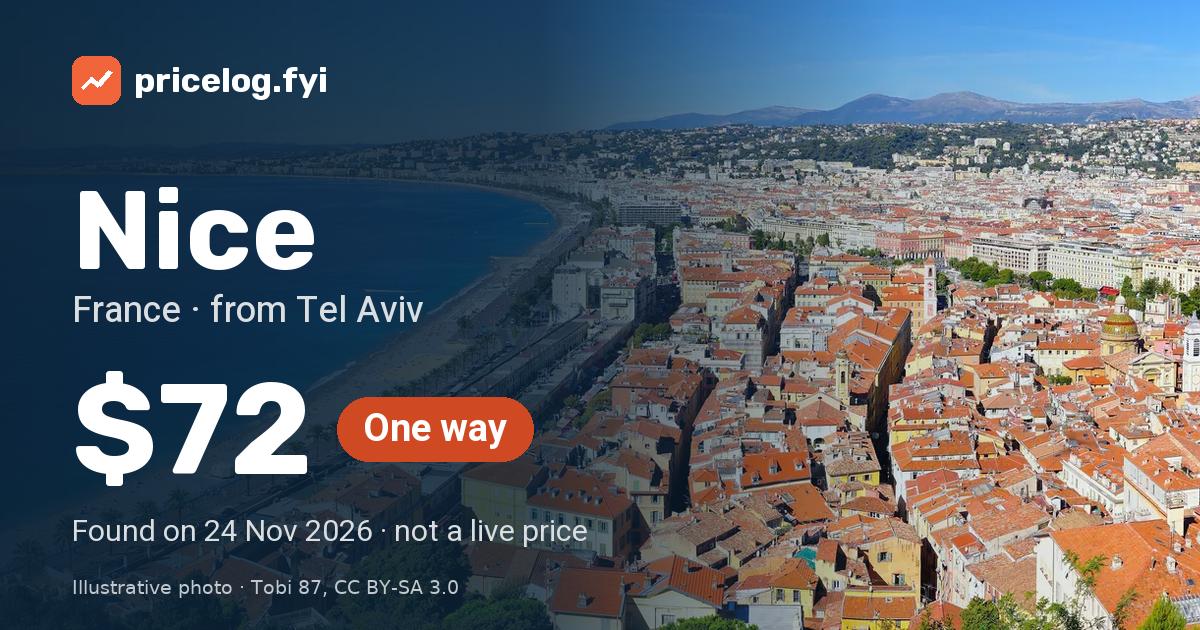 pricelog.fyi
Nice
France · from Tel Aviv
$72 One way
Found on 24 Nov 2026 · not a live price
Illustrative photo · Tobi 87, CC BY-SA 3.0